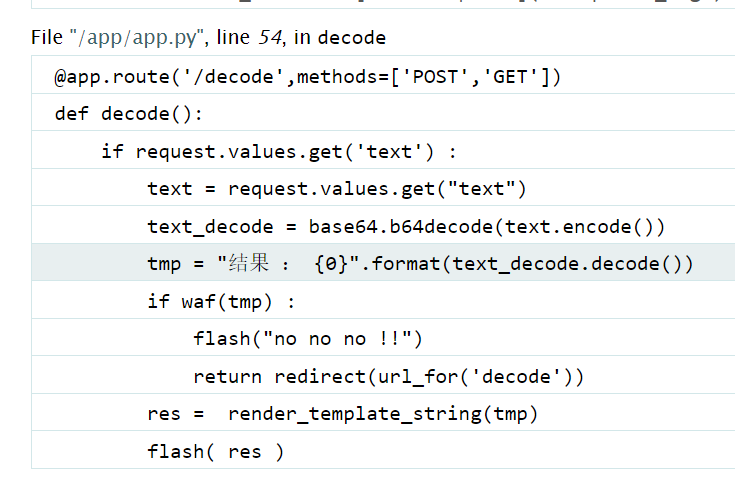 File "/app/app.py", line 54, in decode
@app.route('/decode',methods=['POST','GET'])
def decode():
    if request.values.get('text') :
        text = request.values.get("text")
        text_decode = base64.b64decode(text.encode())
        tmp = "结果 ： {0}".format(text_decode.decode())
        if waf(tmp) :
            flash("no no no !!")
            return redirect(url_for('decode'))
        res =  render_template_string(tmp)
        flash( res )